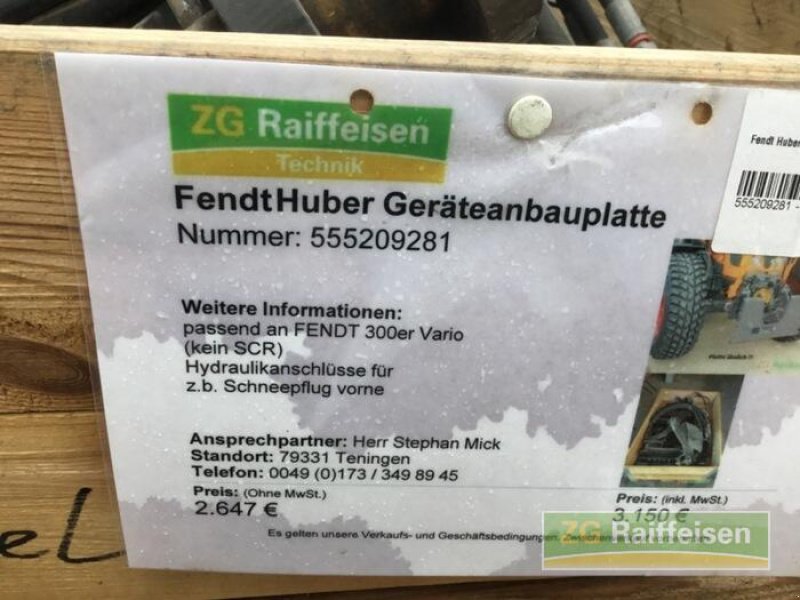 ZG Raiffeisen
Technik
FendtHuber Geräteanbauplatte
Nummer: 555209281
Fendt Huber
555209281 -
Weitere Informationen:
passend an FENDT 300er Vario
(kein SCR)
Hydraulikanschlüsse für
z.b. Schneepflug vorne
Ansprechpartner: Herr Stephan Mick
Standort: 79331 Teningen
Telefon: 0049 (0)173 / 349 89 45
Preis: (Ohne MwSt.)
2.647 €
Preis: (inkl. MwSt.)
3.150 €
Es gelten unsere Verkaufs- und Geschäftsbedingungen.
ZG Raiffeisen